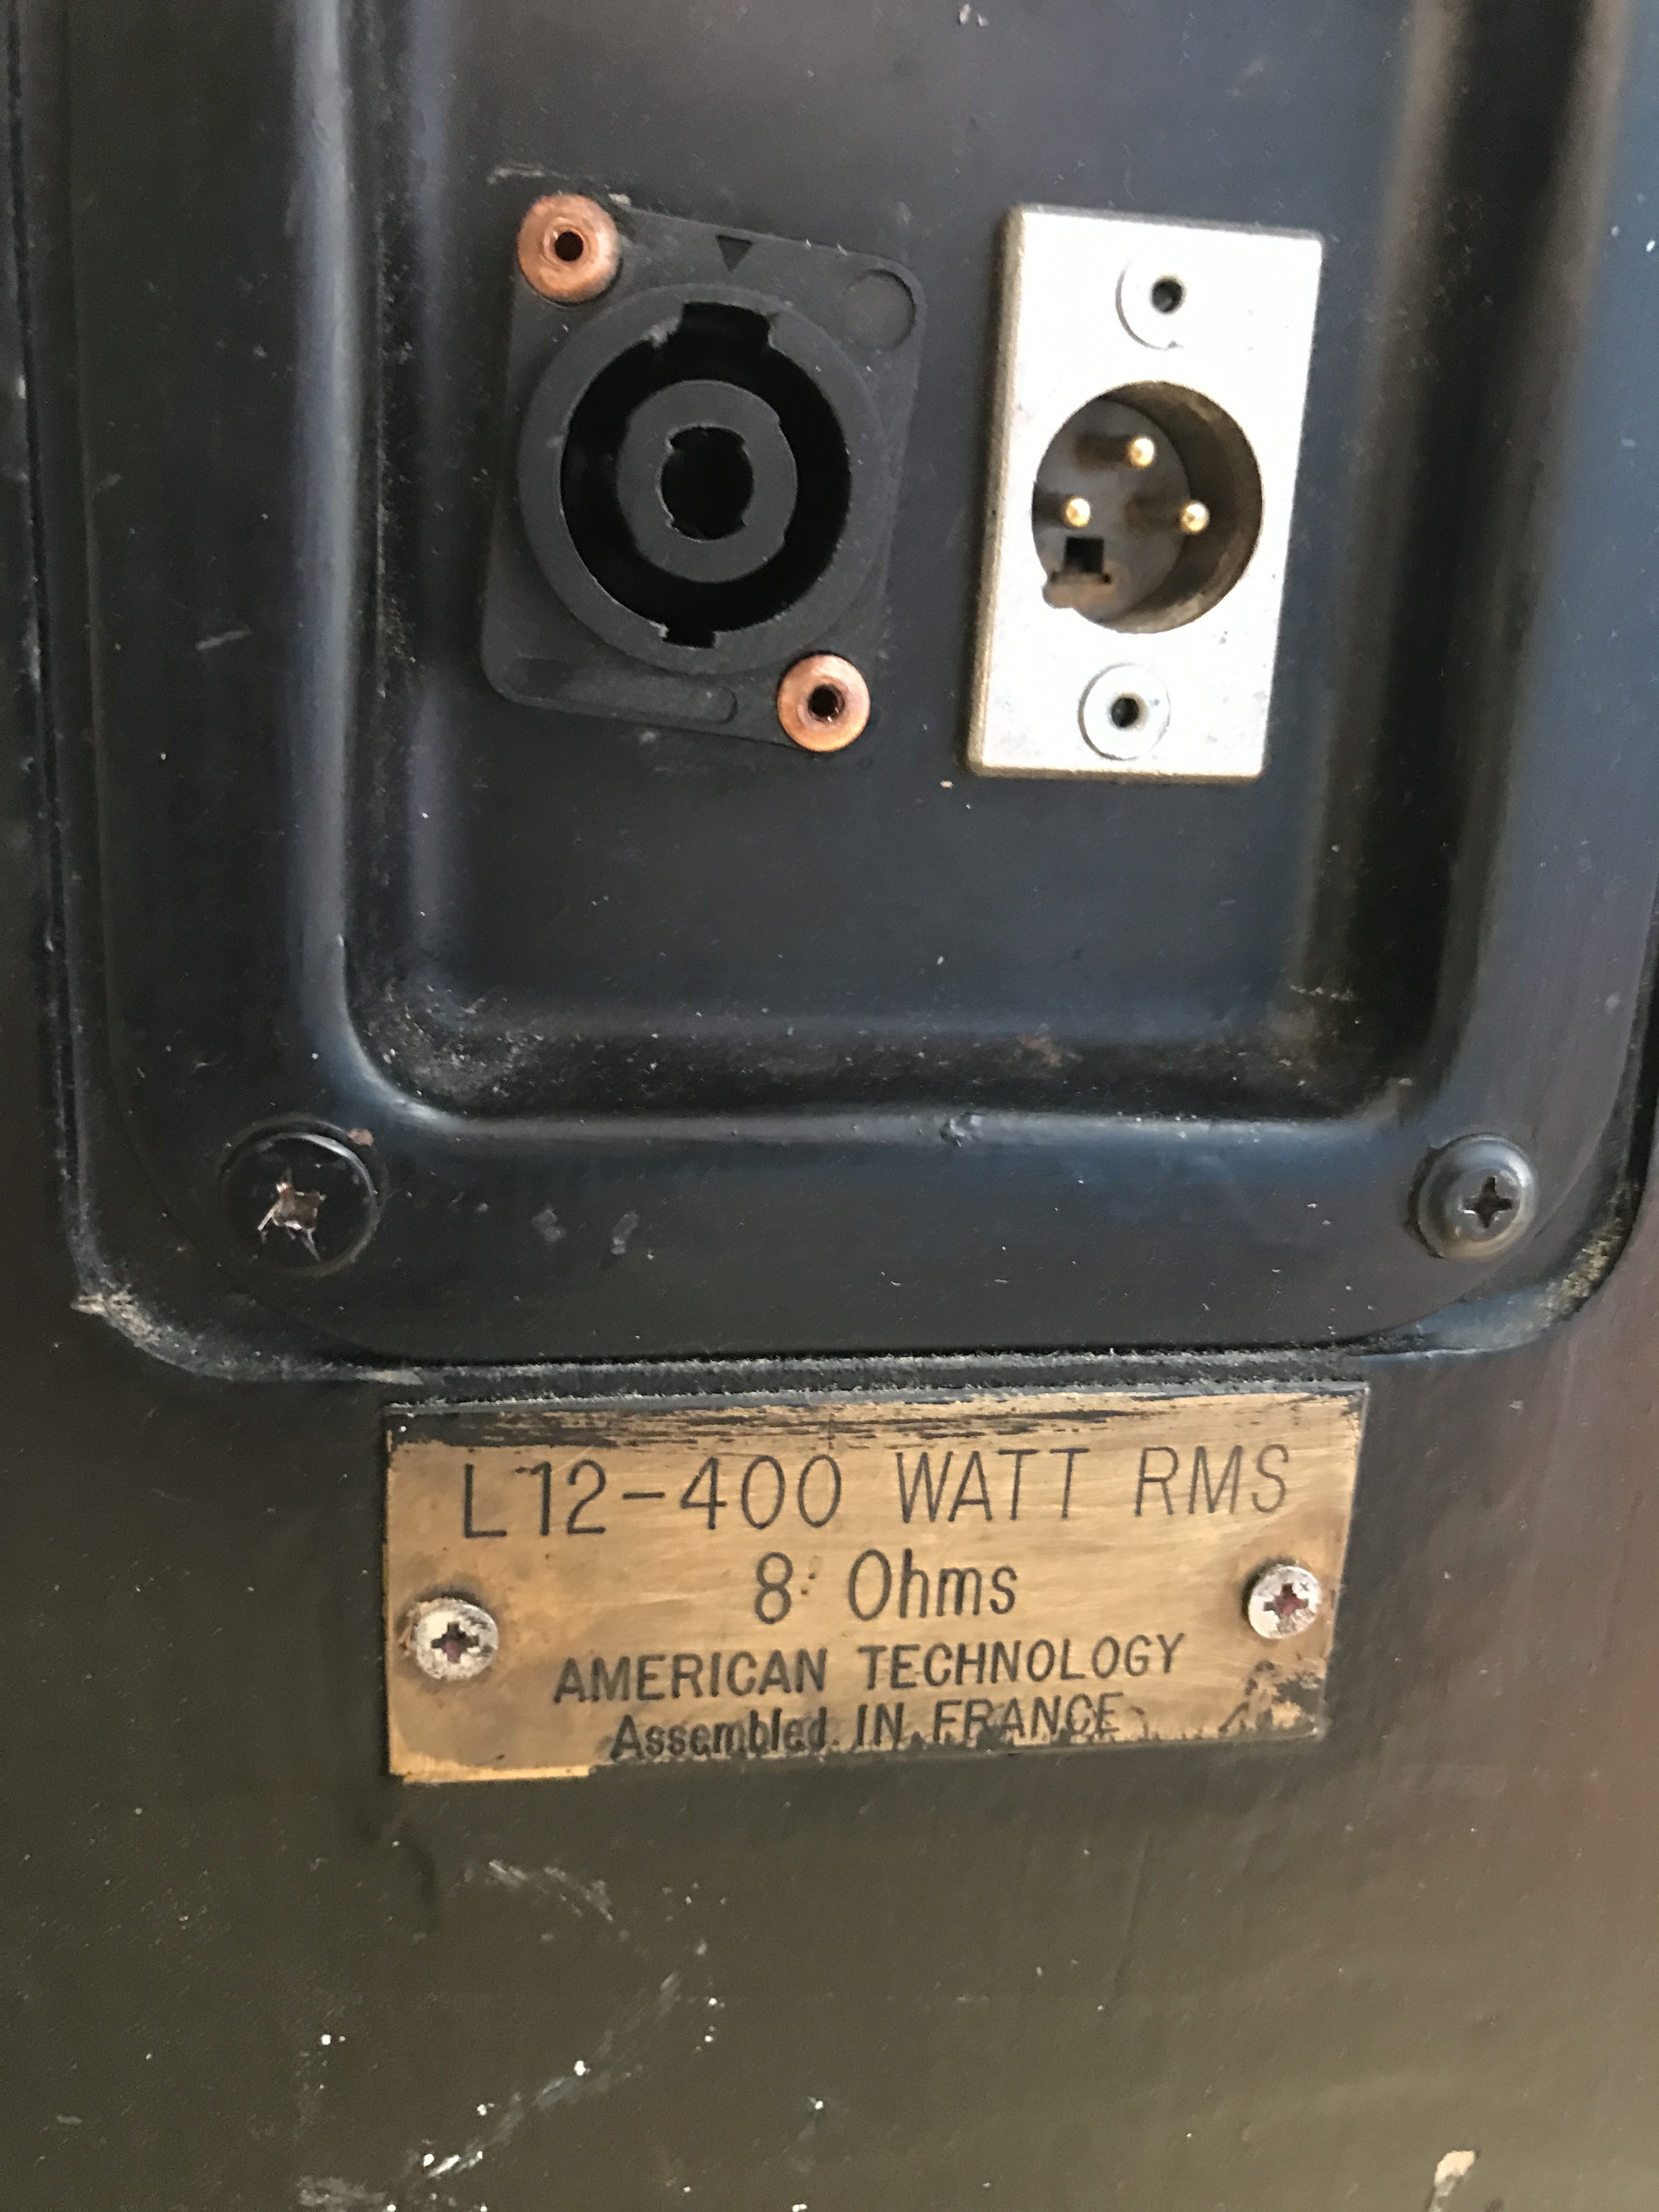 L12-400 WATT RMS
8 Ohms
AMERICAN TECHNOLOGY
Assembled IN FRANCE